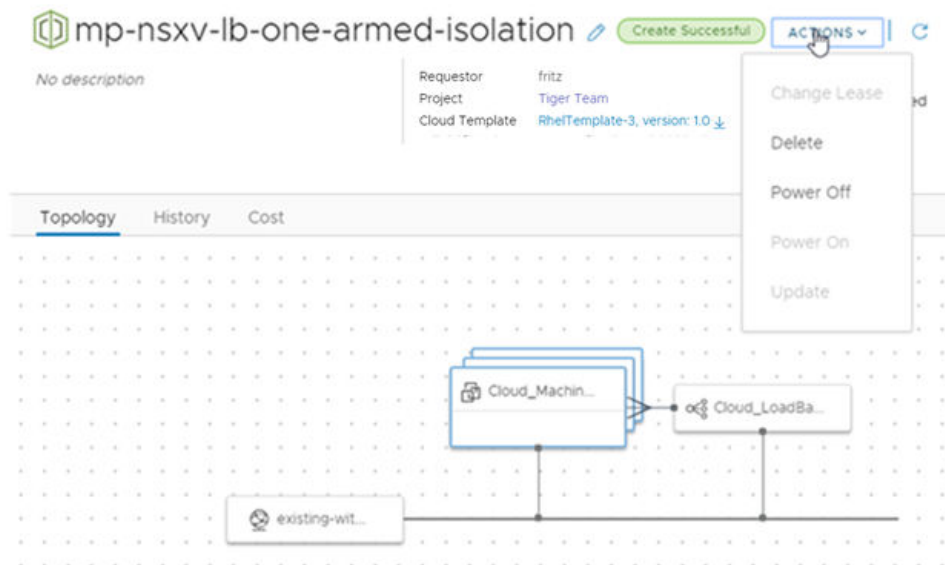 mp-nsxv-lb-one-armed-isolation Create Successful ACTIONS
No description
Requestor fritz
Project Tiger Team
Cloud Template RhelTemplate-3, version: 1.0
Change Lease
Delete
Power Off
Power On
Update
Topology History Cost
Cloud_Machin...
Cloud_LoadBa...
existing-wit...